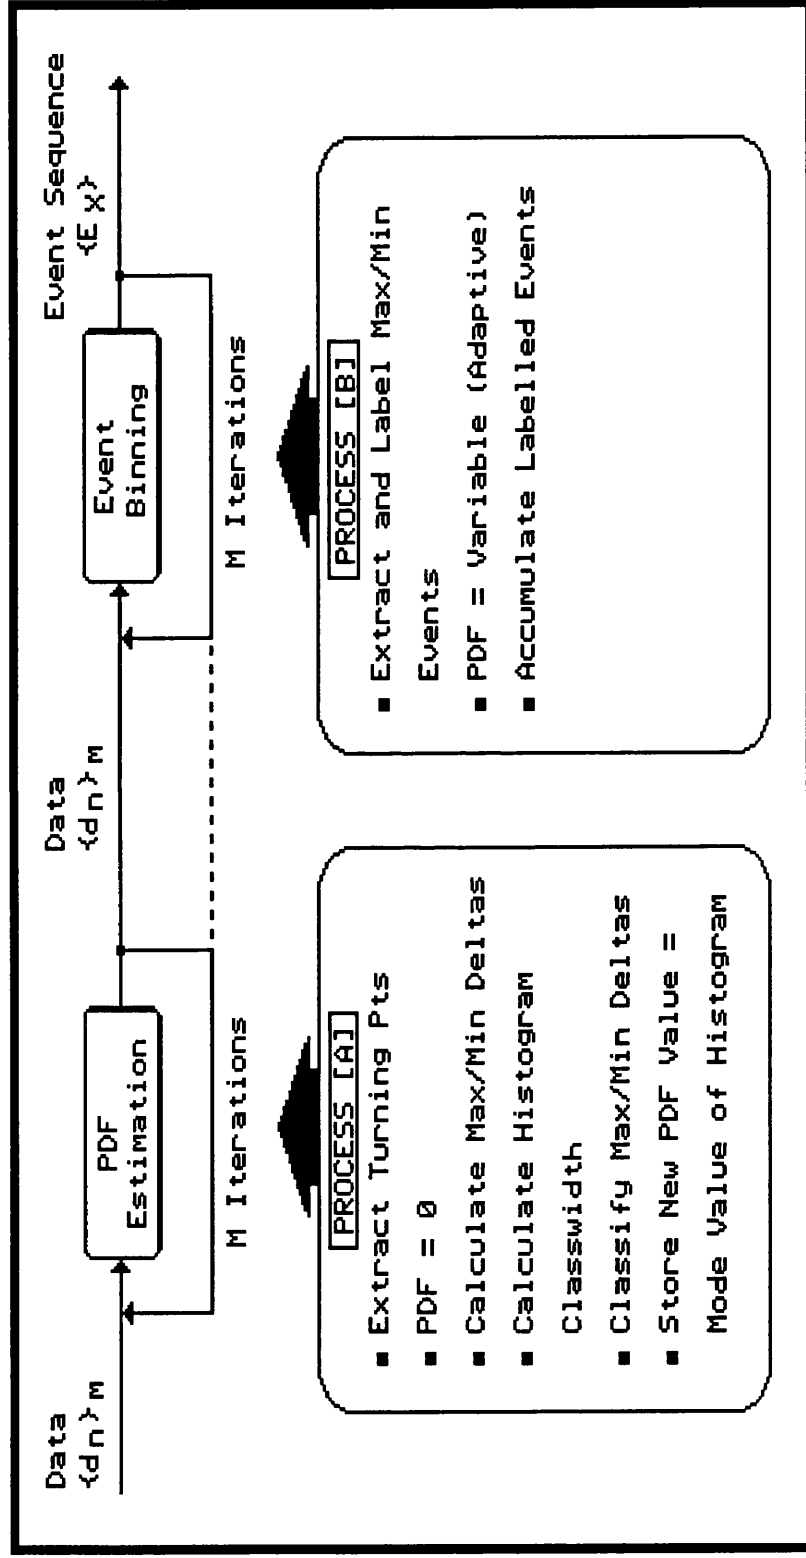 Data
{dn}m
PDF
Estimation
M Iterations
Data
{dn}m
Event
Binning
M Iterations
Event Sequence
{Ex}
[PROCESS [A]
▪ Extract Turning Pts
▪ PDF = 0
▪ Calculate Max/Min Deltas
▪ Calculate Histogram
Classwidth
▪ Classify Max/Min Deltas
▪ Store New PDF Value =
Mode Value of Histogram
[PROCESS [B]
▪ Extract and Label Max/Min
Events
▪ PDF = Variable (Adaptive)
▪ Accumulate Labelled Events